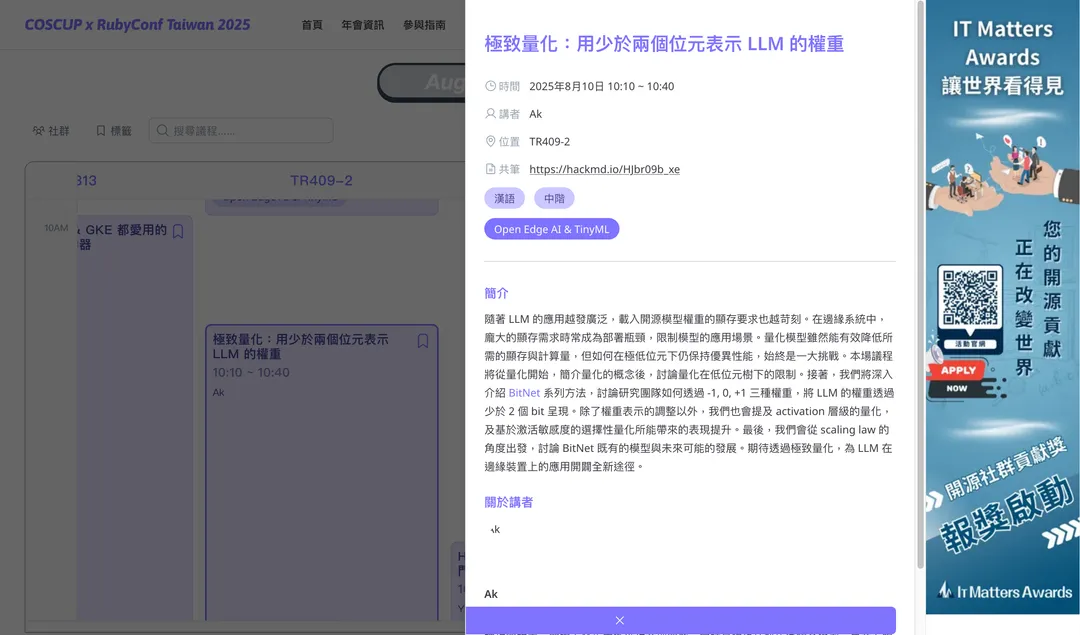 COSCUP x RubyConf Taiwan 2025
首頁
年會資訊
參與指南
Aug
社群
標籤
搜尋議程......
313
TR409-2
10AM
& GKE 都愛用的
器
極致量化：用少於兩個位元表示
LLM 的權重
10:10 ~ 10:40
Ak
極致量化：用少於兩個位元表示 LLM 的權重
時間 2025年8月10日 10:10 ~ 10:40
講者 Ak
位置 TR409-2
共筆 https://hackmd.io/HJbr09b_xe
漢語
中階
Open Edge AI & TinyML
簡介
隨著 LLM 的應用越發廣泛，載入開源模型權重的顯存要求也越苛刻。在邊緣系統中，
龐大的顯存需求時常成為部署瓶頸，限制模型的應用場景。量化模型雖然能有效降低所
需的顯存與計算量，但如何在極低位元下仍保持優異性能，始終是一大挑戰。本場議程
將從量化開始，簡介量化的概念後，討論量化在低位元樹下的限制。接著，我們將深入
介紹 BitNet 系列方法，討論研究團隊如何透過 -1, 0, +1 三種權重，將 LLM 的權重透過
少於 2 個 bit 呈現。除了權重表示的調整以外，我們也會提及 activation 層級的量化，
及基於激活敏感度的選擇性量化所能帶來的表現提升。最後，我們會從 scaling law 的
角度出發，討論 BitNet 既有的模型與未來可能的發展。期待透過極致量化，為 LLM 在
邊緣裝置上的應用開闢全新途徑。
關於講者
Ak
Ak
IT Matters
Awards
讓世界看得見
您的開源貢獻
正在改變世界
活動官網
APPLY
NOW
開源社群貢獻獎
報獎啟動
IT Matters Awards